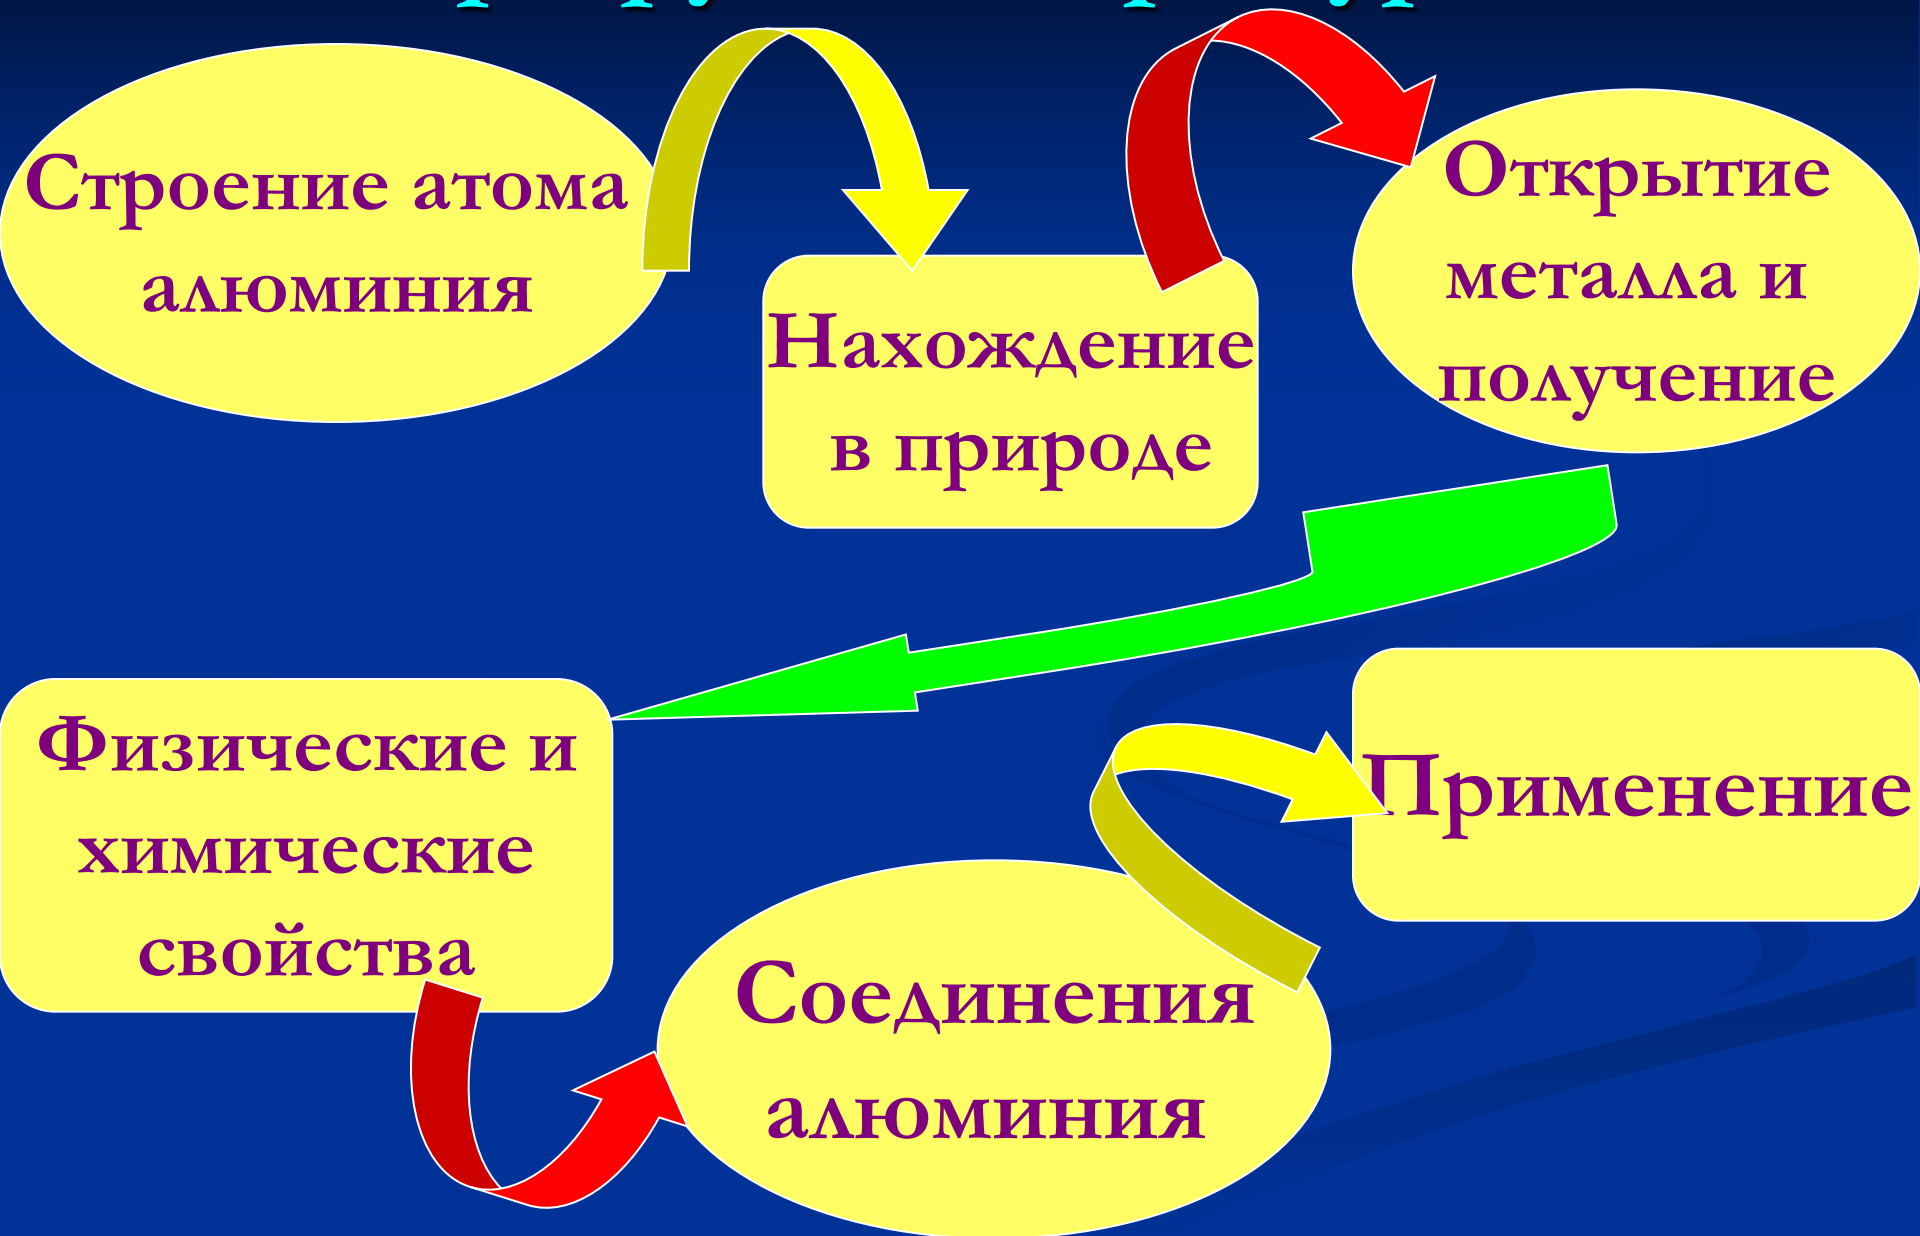 Строение атома
алюминия
Нахождение
в природе
Открытие
металла и
получение
Физические и
химические
свойства
Соединения
алюминия
Применение